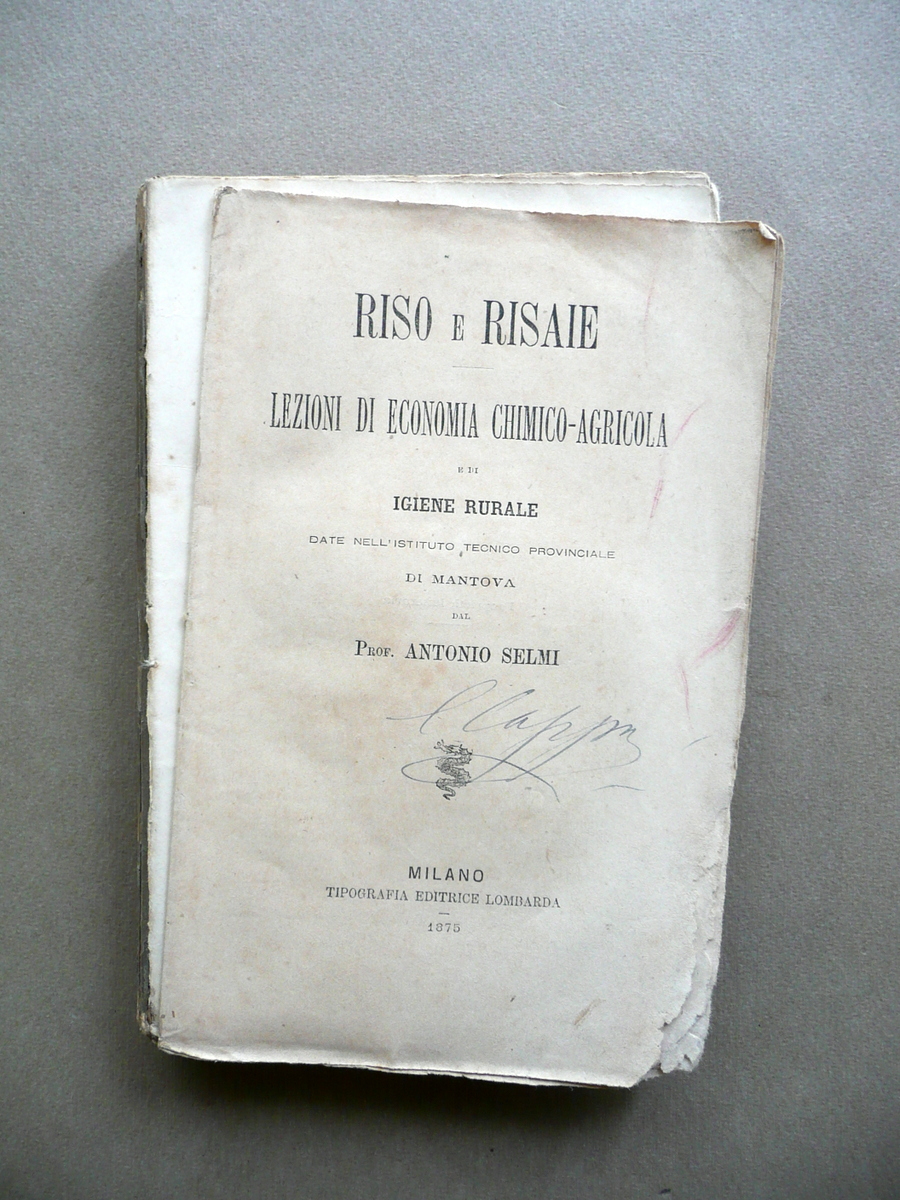 RISO E RISAIE
LEZIONI DI ECONOMIA CHIMICO-AGRICOLA
E DI
IGIENE RURALE
DATE NELL'ISTITUTO TECNICO PROVINCIALE
DI MANTOVA
DAL
PROF. ANTONIO SELMI
MILANO
TIPOGRAFIA EDITRICE LOMBARDA
1875